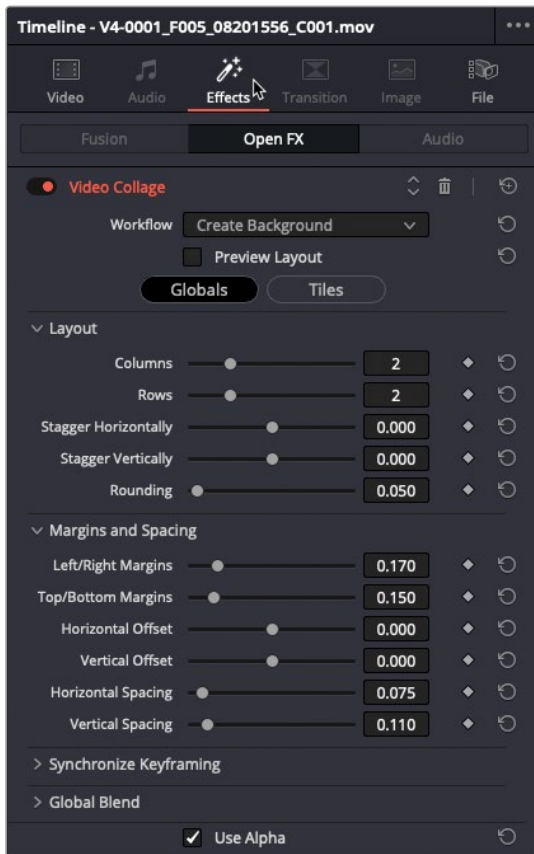 Timeline - V4-0001_F005_08201556_C001.mov
Video Audio Effects Transition Image File
Fusion Open FX Audio
Video Collage
Workflow Create Background
Preview Layout
Globals Tiles
Layout
Columns 2
Rows 2
Stagger Horizontally 0.000
Stagger Vertically 0.000
Rounding 0.050
Margins and Spacing
Left/Right Margins 0.170
Top/Bottom Margins 0.150
Horizontal Offset 0.000
Vertical Offset 0.000
Horizontal Spacing 0.075
Vertical Spacing 0.110
Synchronize Keyframing
Global Blend
Use Alpha